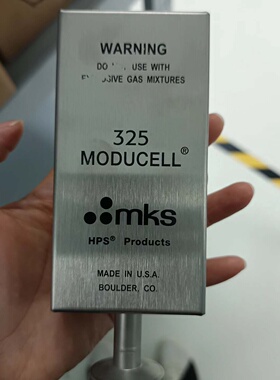 WARNING
DO USE WITH
GAS MIXTURES
325
MODUCELL®
mks
HPS® Products
MADE IN U.S.A.
BOULDER, CO.